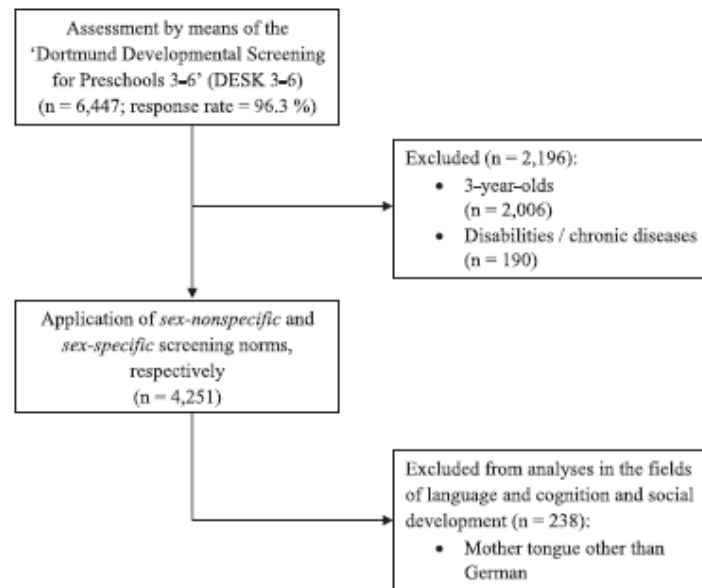 Assessment by means of the
‘Dortmund Developmental Screening
for Preschools 3–6’ (DESK 3–6)
(n = 6,447; response rate = 96.3 %)
Excluded (n = 2,196):
• 3-year-olds
(n = 2,006)
• Disabilities / chronic diseases
(n = 190)
Application of sex-nonspecific and
sex-specific screening norms,
respectively
(n = 4,251)
Excluded from analyses in the fields
of language and cognition and social
development (n = 238):
• Mother tongue other than
German